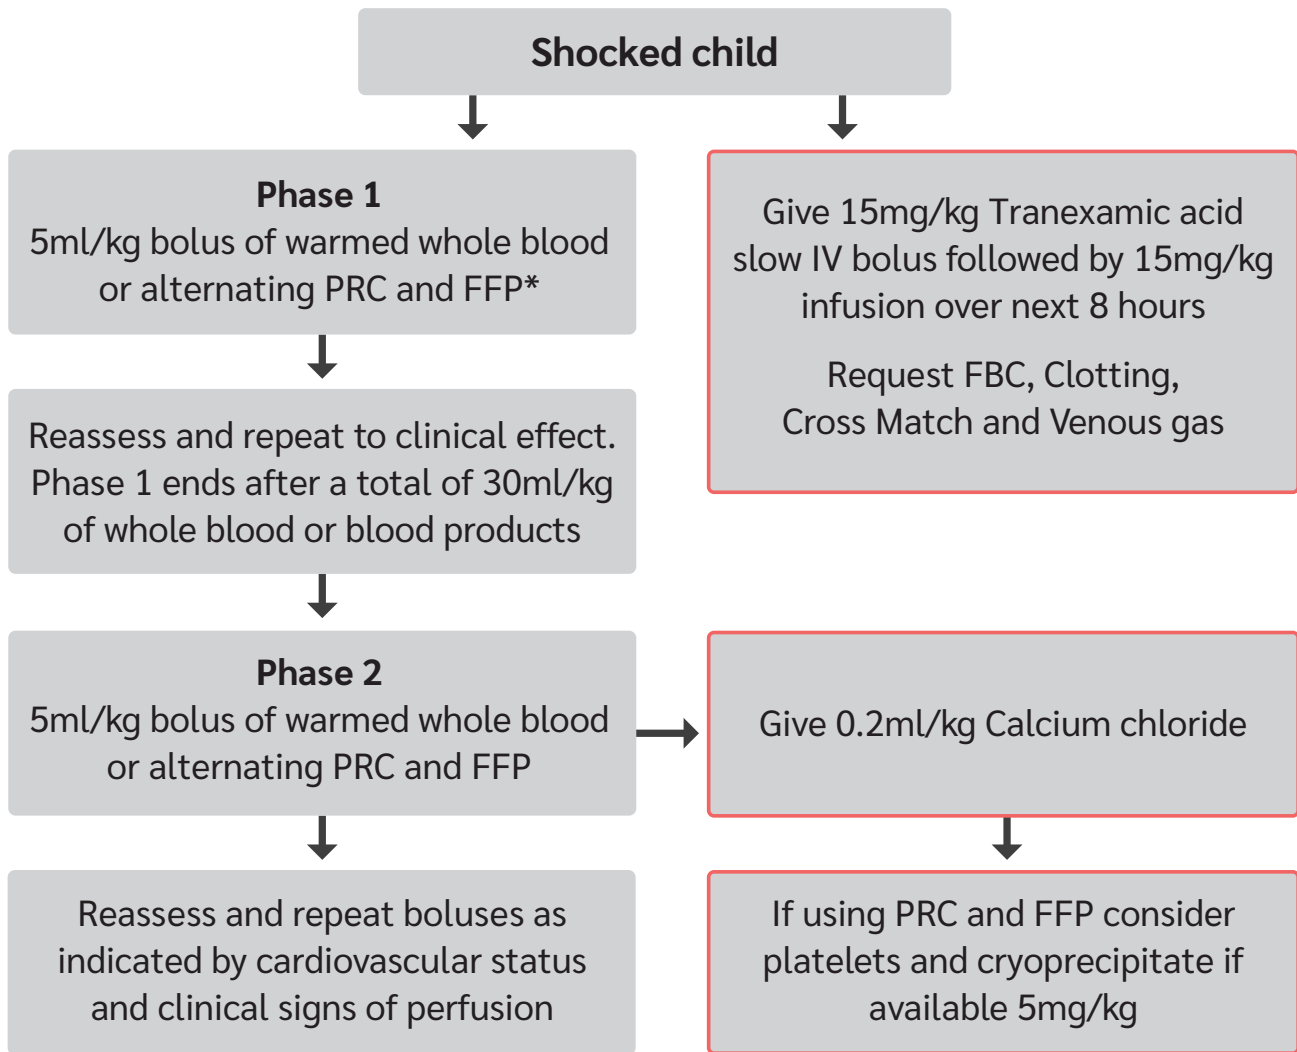 Shocked child
Phase 1
5ml/kg bolus of warmed whole blood
or alternating PRC and FFP*
Give 15mg/kg Tranexamic acid
slow IV bolus followed by 15mg/kg
infusion over next 8 hours
Request FBC, Clotting,
Cross Match and Venous gas
Reassess and repeat to clinical effect.
Phase 1 ends after a total of 30ml/kg
of whole blood or blood products
Phase 2
5ml/kg bolus of warmed whole blood
or alternating PRC and FFP
Give 0.2ml/kg Calcium chloride
Reassess and repeat boluses as
indicated by cardiovascular status
and clinical signs of perfusion
If using PRC and FFP consider
platelets and cryoprecipitate if
available 5mg/kg